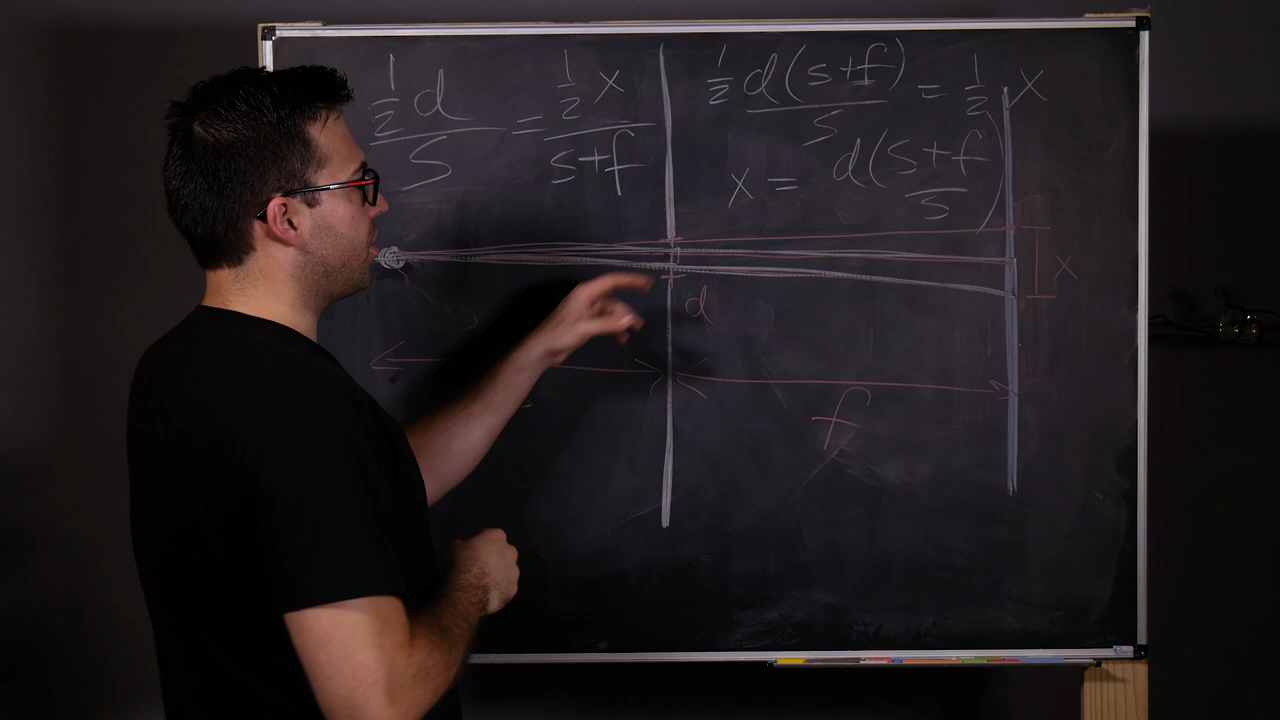 ½d/s = ½x/(s+f)
½d(s+f)/s = ½x
x = d(s+f/s)
d
x
f